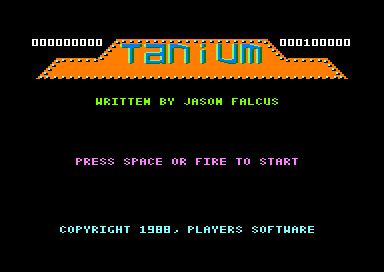 000000000 TANIUM 000100000
WRITTEN BY JASON FALCUS
PRESS SPACE OR FIRE TO START
COPYRIGHT 1988, PLAYERS SOFTWARE